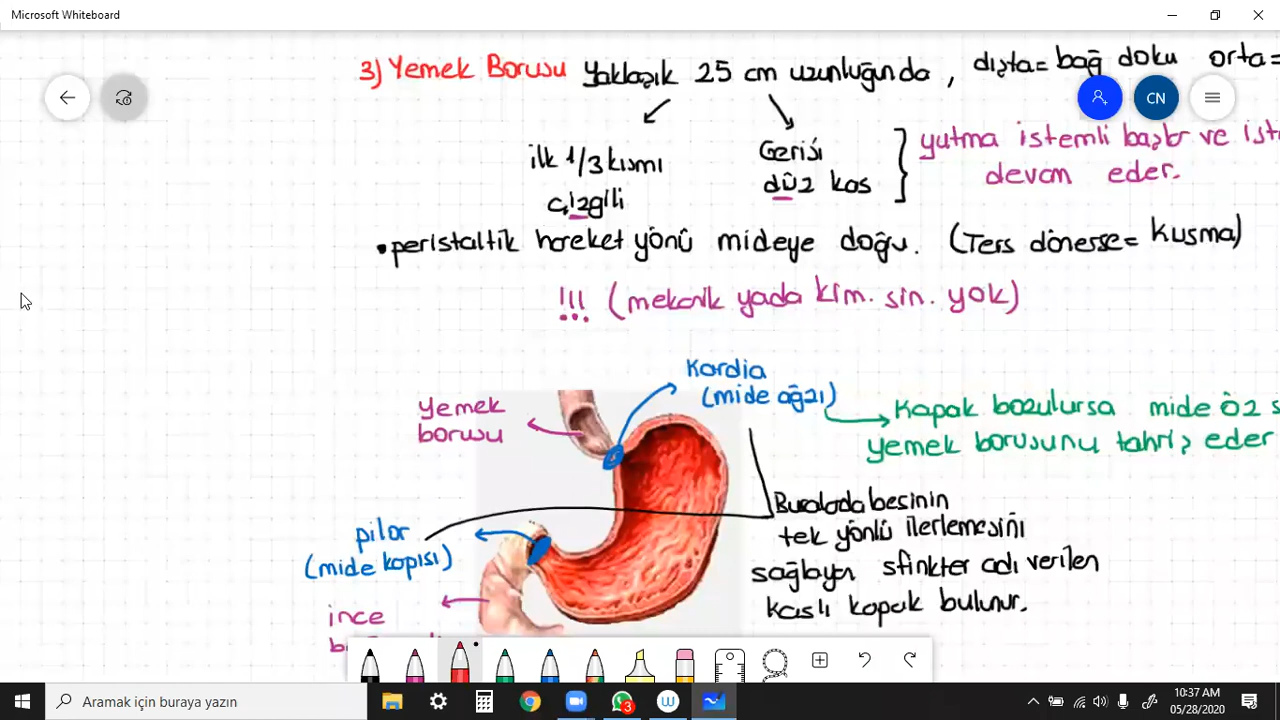 Microsoft Whiteboard
3) Yemek Borusu Yaklaşık 25 cm uzunluğunda, dışta= bağ doku orta=
CN
ilk 1/3 kısmı
çizgili
Gerisi
düz kas
yutma istemli başlar ve
devam eder.
• peristaltik hareket yönü mideye doğru. (Ters dönerse= Kusma)
!!! (mekanik yada kim. sin. yok)
Kardia
(mide ağzı)
yemek
borusu
Kapak bozulursa mide öz
yemek borusunu tahriş eder
pilor
(mide kapısı)
Buralarda besinin
tek yönlü ilerlemesini
sağlayan sfinkter adı verilen
kaslı kapak bulunur.
ince
Aramak için buraya yazın
3
W
10:37 AM
05/28/2020